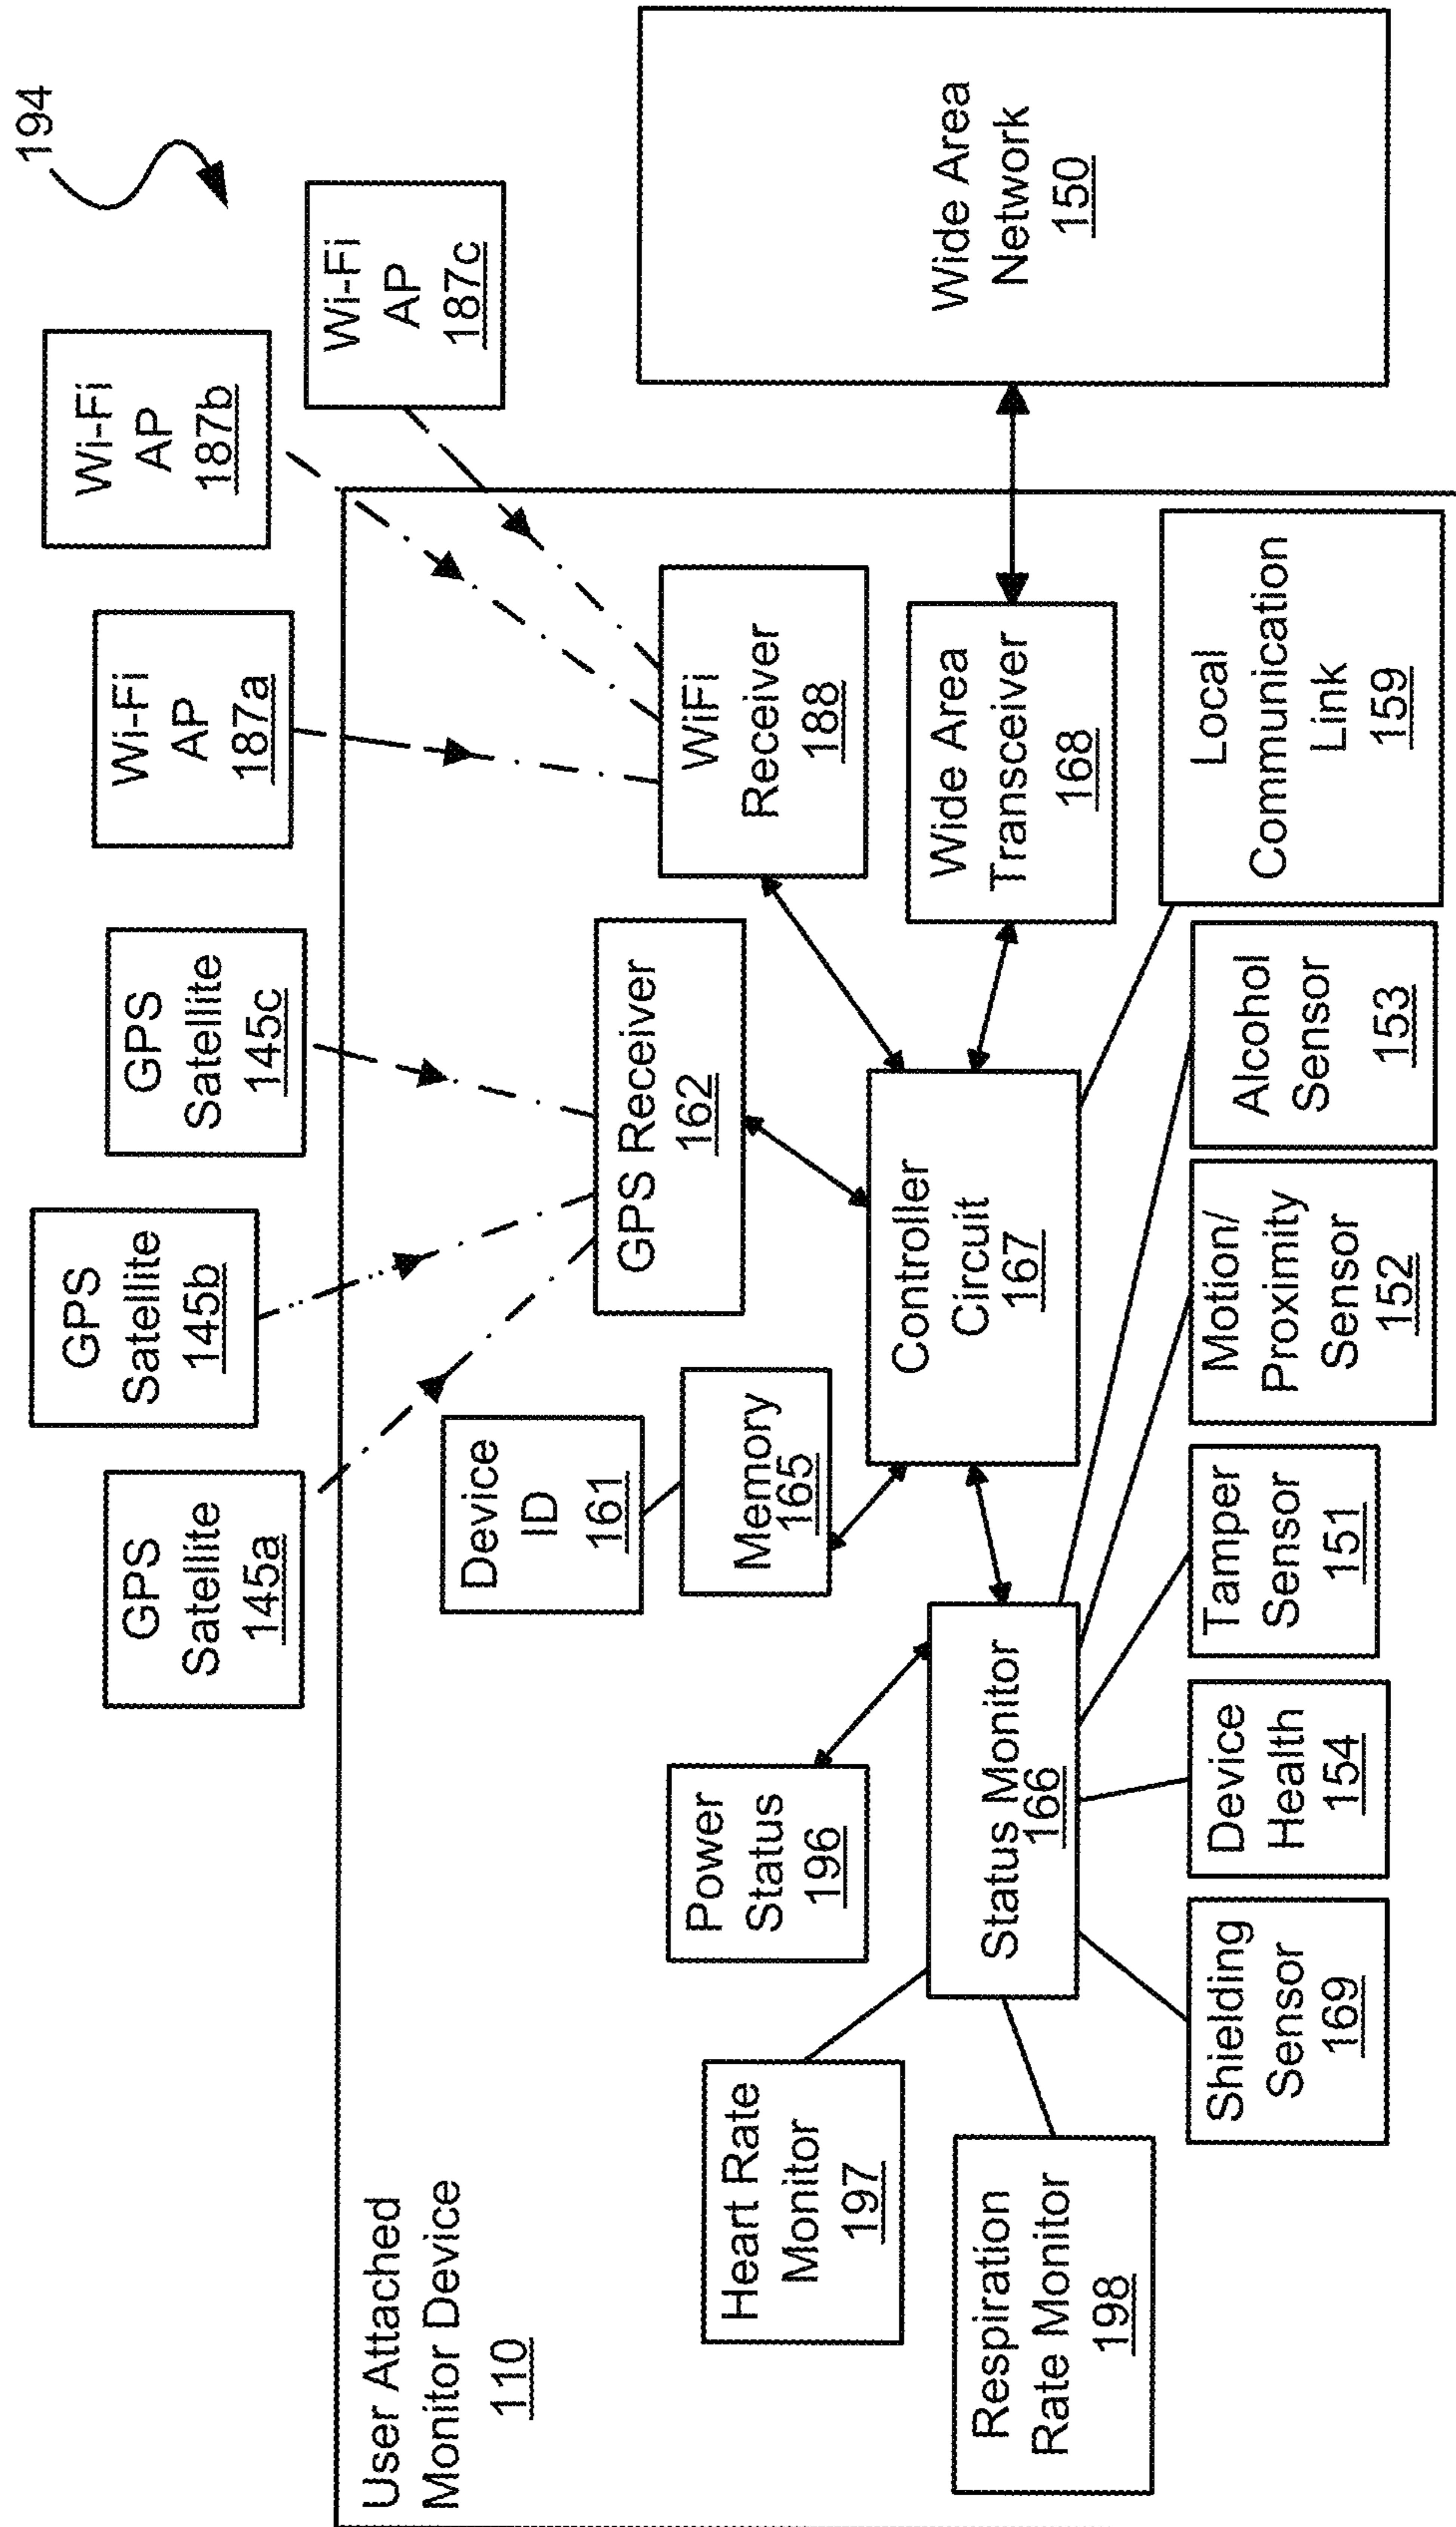 194
GPS
Satellite
145a
GPS
Satellite
145b
GPS
Satellite
145c
Wi-Fi
AP
187a
Wi-Fi
AP
187b
Wi-Fi
AP
187c
User Attached
Monitor Device
110
Device
ID
161
GPS Receiver
162
WiFi
Receiver
188
Wide Area
Network
150
Memory
165
Power
Status
196
Heart Rate
Monitor
197
Controller
Circuit
167
Wide Area
Transceiver
168
Status Monitor
166
Respiration
Rate Monitor
198
Shielding
Sensor
169
Device
Health
154
Tamper
Sensor
151
Motion/
Proximity
Sensor
152
Alcohol
Sensor
153
Local
Communication
Link
159